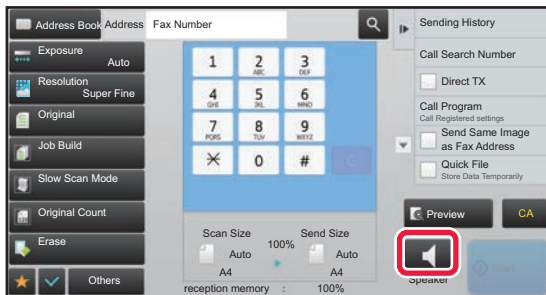 Address Book
Address
Fax Number
Exposure
Auto
Resolution
Super Fine
Original
Job Build
Slow Scan Mode
Original Count
Erase
Others
1
2
ABC
3
DEF
4
GHI
5
JKL
6
MNO
7
PQRS
8
TUV
9
WXYZ
0
#
C
Scan Size
Send Size
100%
Auto
Auto
A4
A4
reception memory : 100%
Sending History
Call Search Number
Direct TX
Call Program
Call Registered settings
Send Same Image
as Fax Address
Quick File
Store Data Temporarily
Preview
CA
Speaker
Start